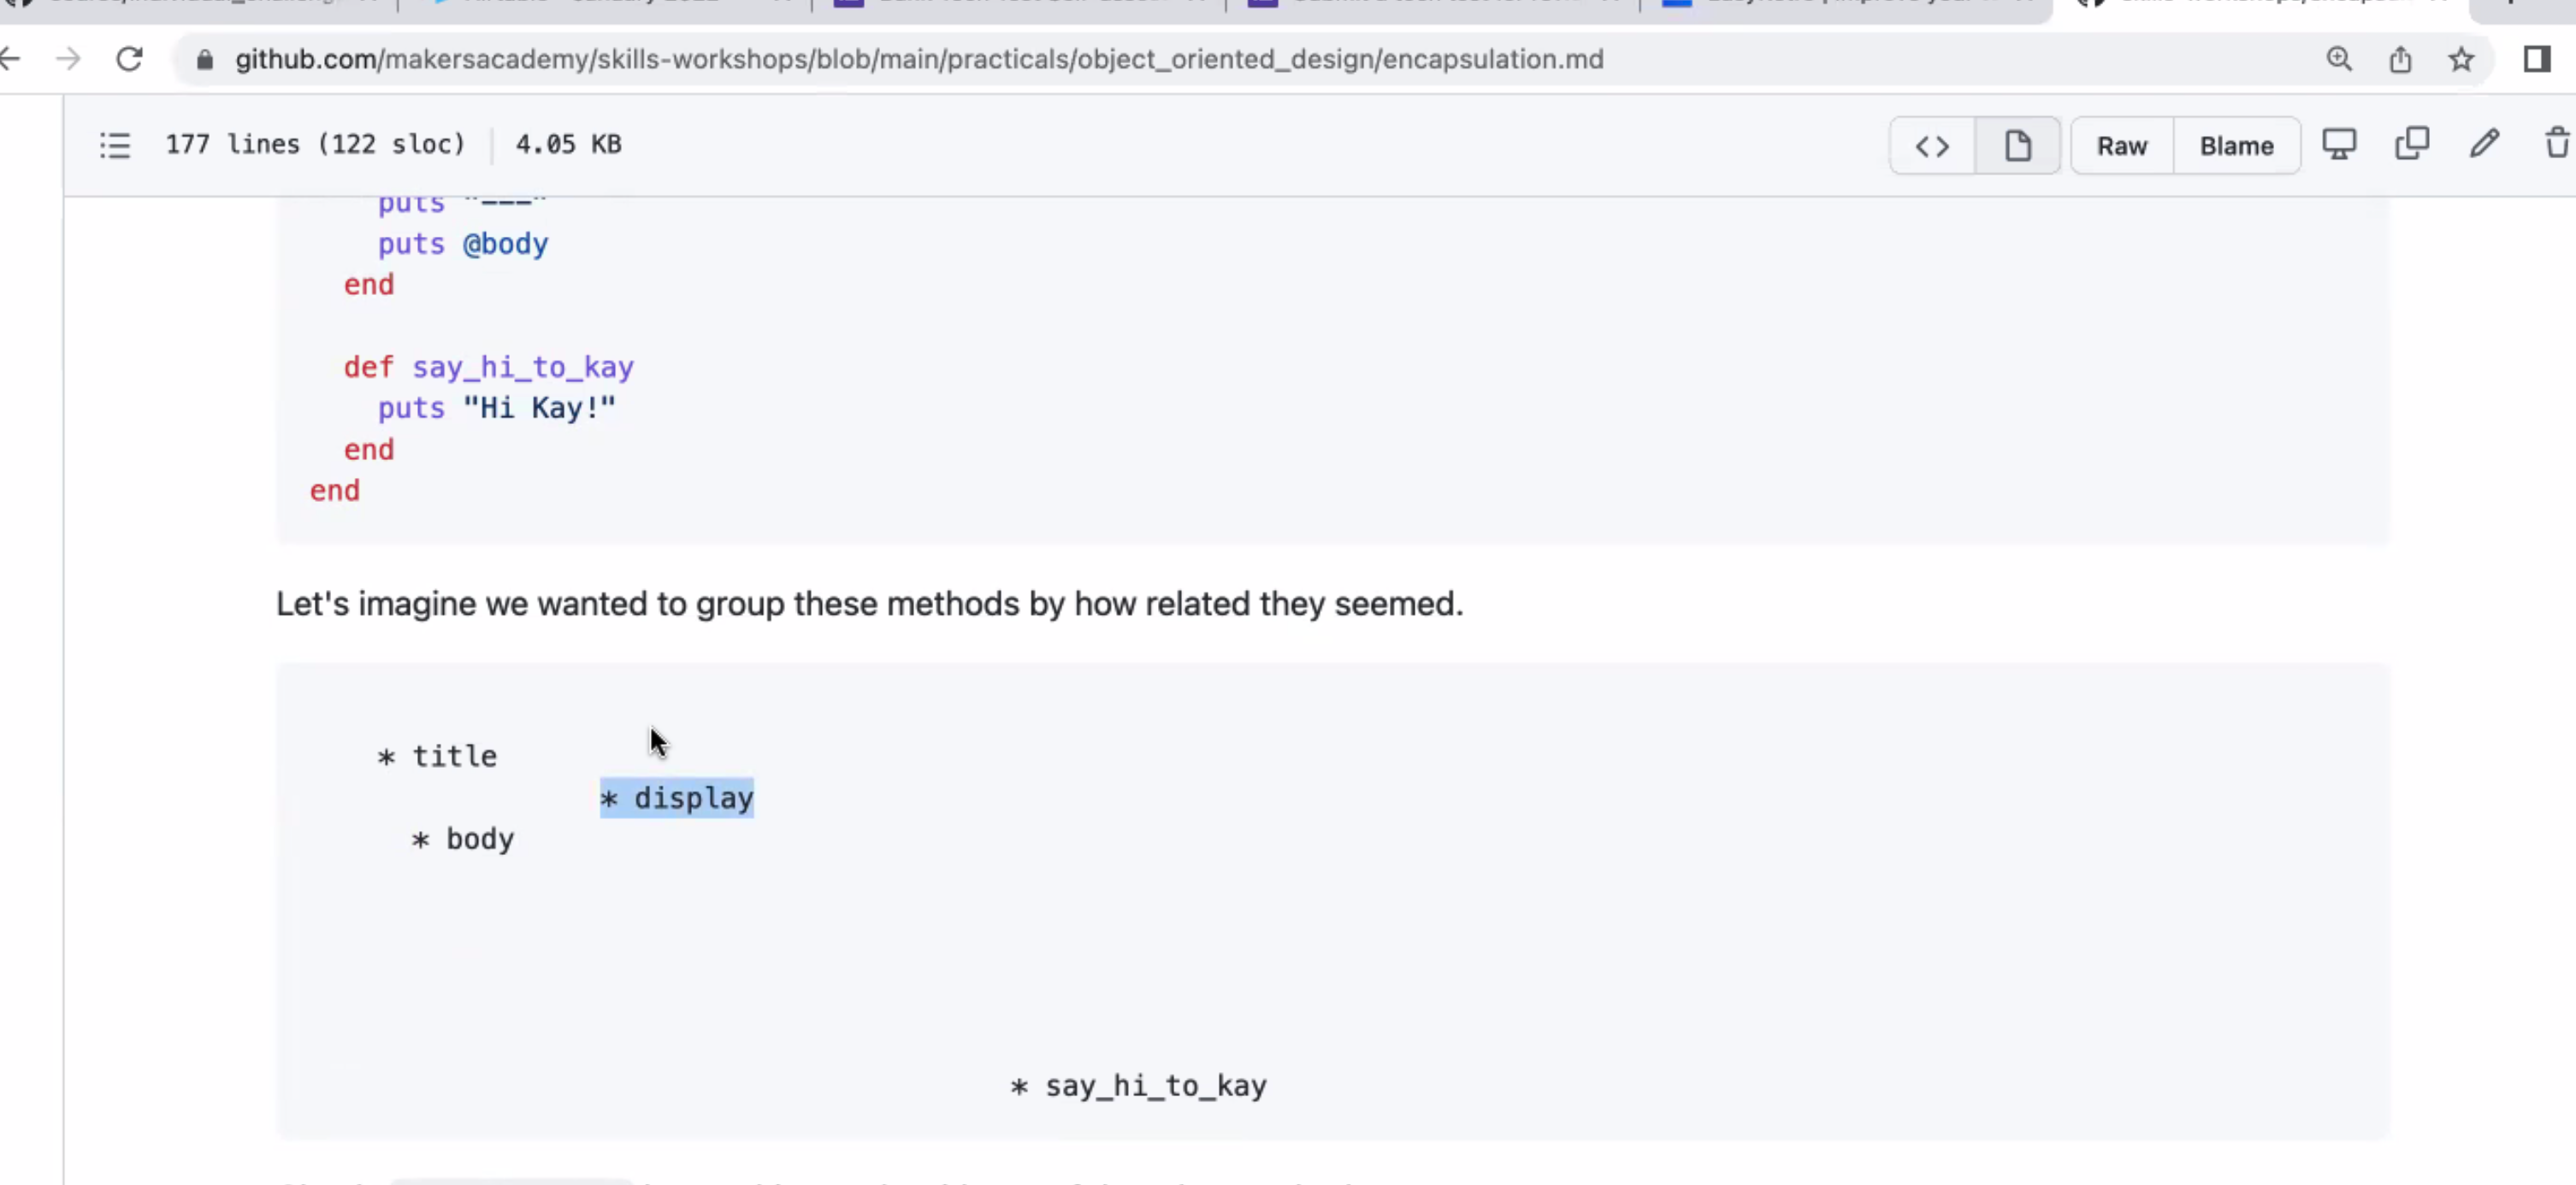 github.com/makersacademy/skills-workshops/blob/main/practicals/object_oriented_design/encapsulation.md
177 lines (122 sloc) 4.05 KB Raw Blame
puts "---"
puts @body
end
def say_hi_to_kay
puts "Hi Kay!"
end
end
Let's imagine we wanted to group these methods by how related they seemed.
* title
* display
* body
* say_hi_to_kay